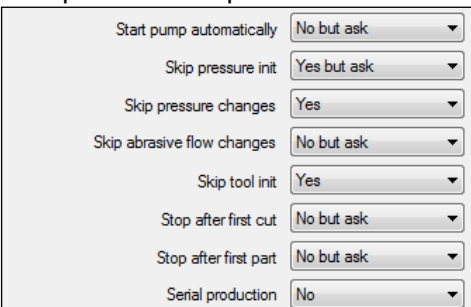 Start pump automatically No but ask
Skip pressure init Yes but ask
Skip pressure changes Yes
Skip abrasive flow changes No but ask
Skip tool init Yes
Stop after first cut No but ask
Stop after first part No but ask
Serial production No